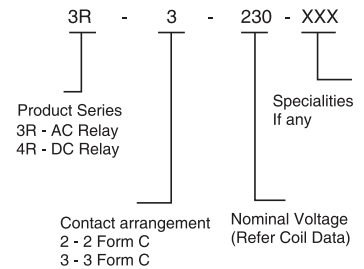 3R - 3 - 230 - XXX
Specialities
If any
Product Series
3R - AC Relay
4R - DC Relay
Contact arrangement
2 - 2 Form C
3 - 3 Form C
Nominal Voltage
(Refer Coil Data)